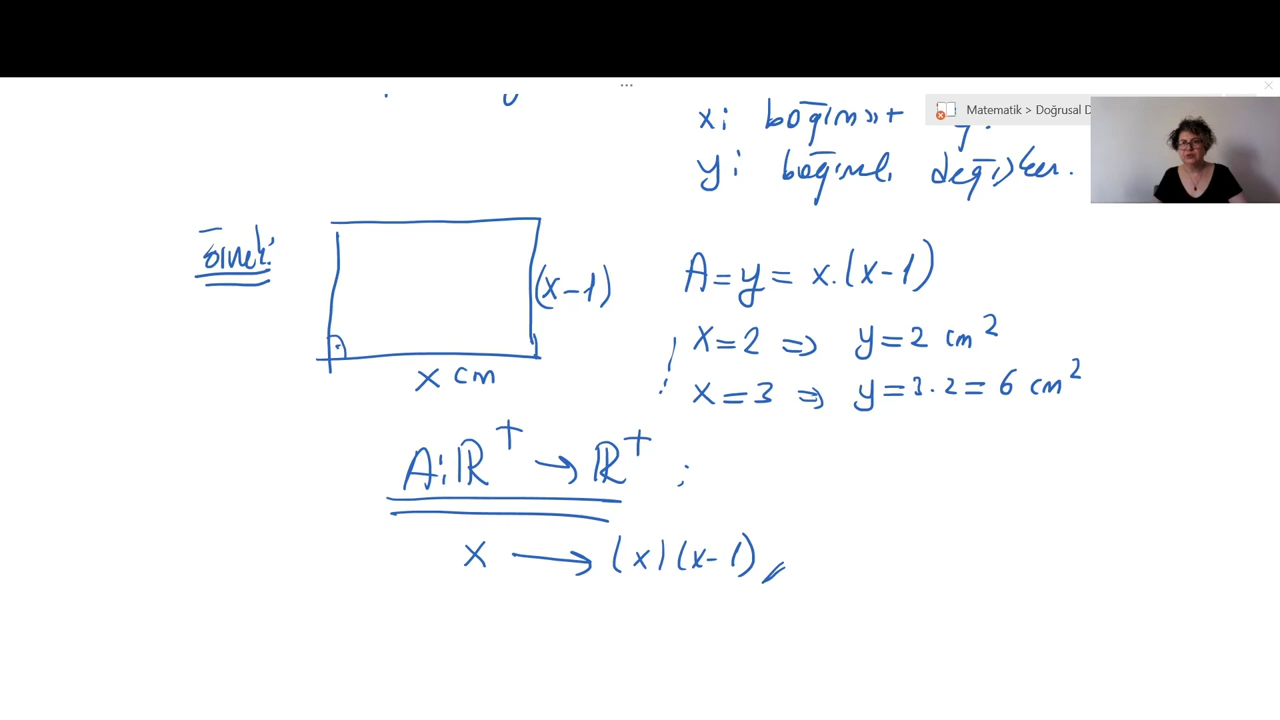 x: bağımsız
Matematik > Doğrusal D
y: bağımlı değişken.
Örnek:
(x-1)
x cm
A = y = x.(x-1)
x=2 ⇒ y=2 cm²
x=3 ⇒ y=3.2=6 cm²
A: ℝ⁺ → ℝ⁺ ;
x → (x)(x-1)